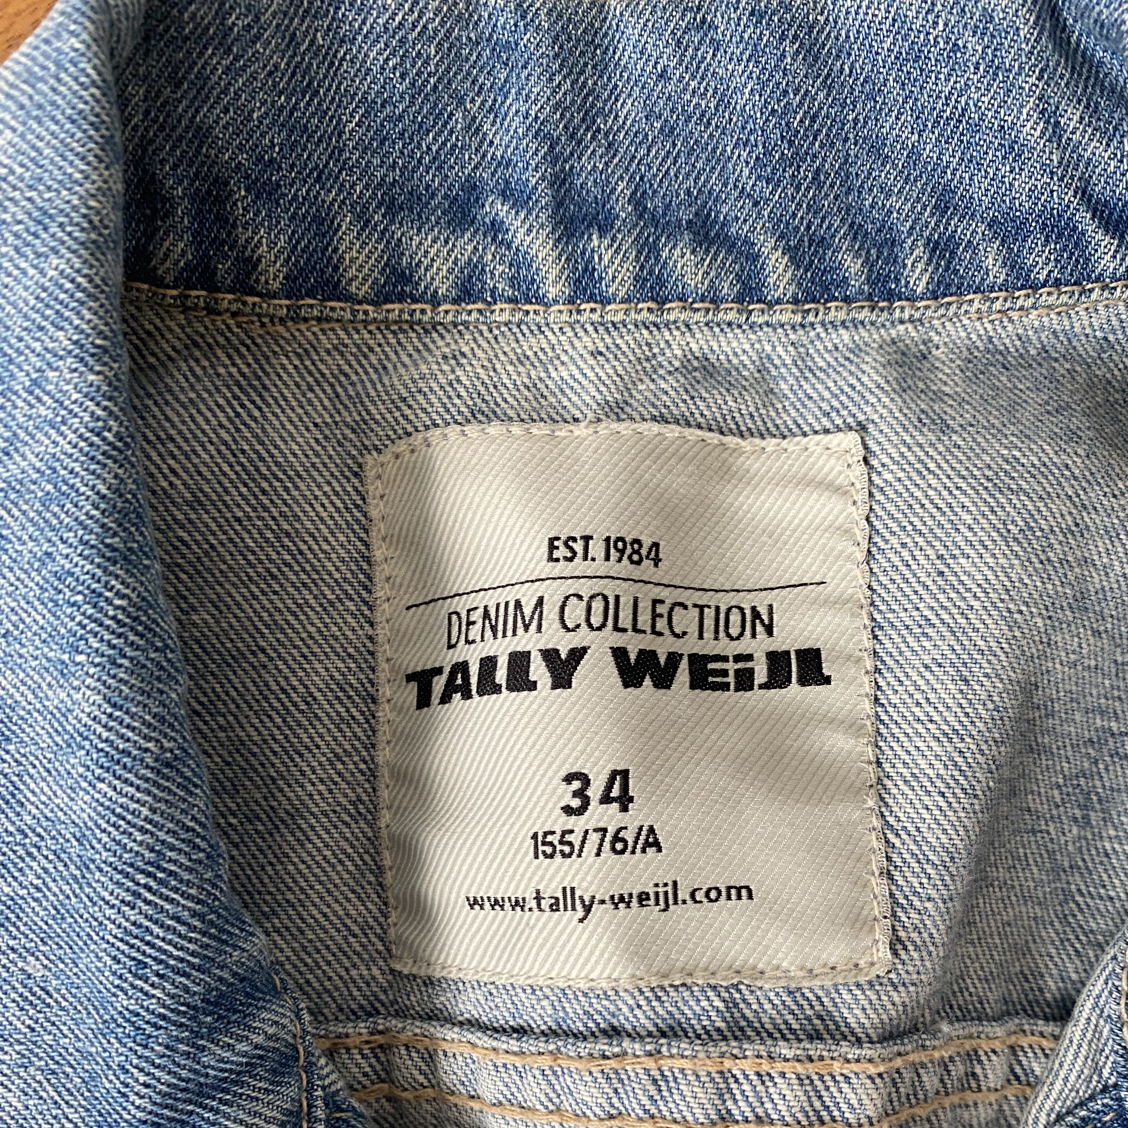 EST. 1984
DENIM COLLECTION
TALLY WEiJL
34
155/76/A
www.tally-weijl.com